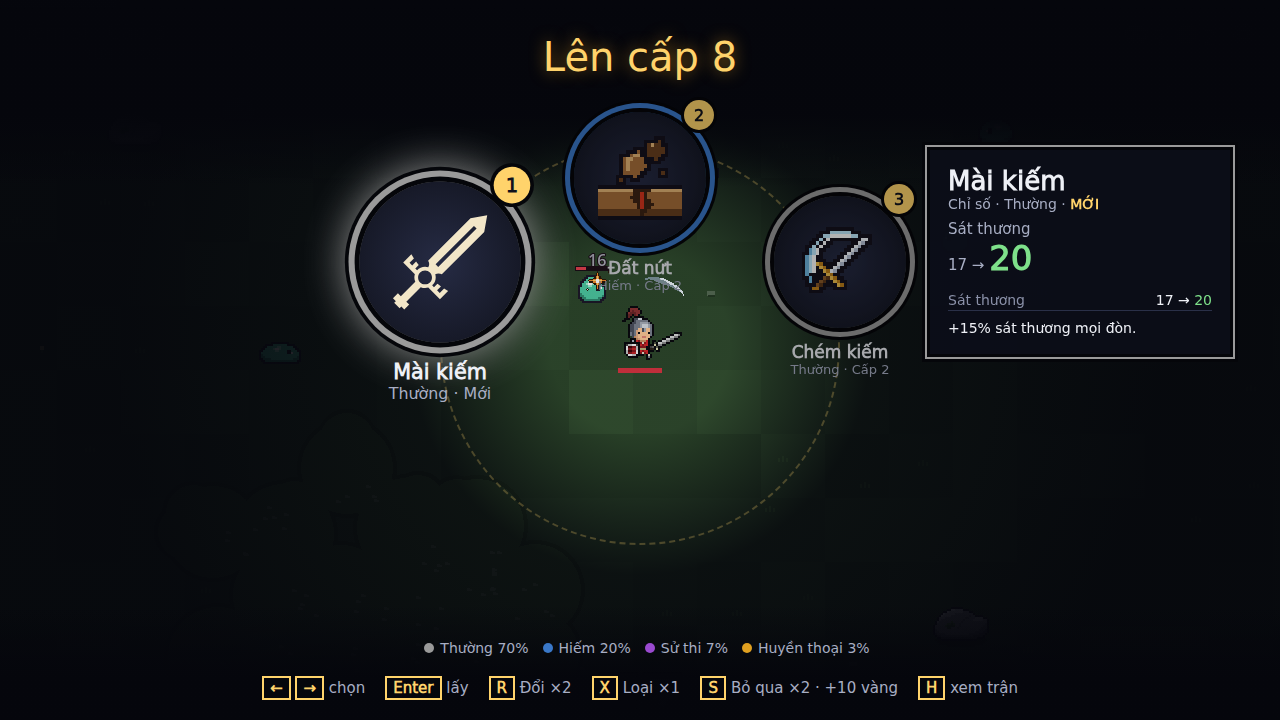 Lên cấp 8
1
Mài kiếm
Thường · Mới
2
16
Đất nứt
Hiếm · Cấp 2
3
Chém kiếm
Thường · Cấp 2
Mài kiếm
Chỉ số · Thường · MỚI
Sát thương
17 → 20
Sát thương 17 → 20
+15% sát thương mọi đòn.
Thường 70% Hiếm 20% Sử thi 7% Huyền thoại 3%
← → chọn Enter lấy R Đổi ×2 X Loại ×1 S Bỏ qua ×2 · +10 vàng H xem trận